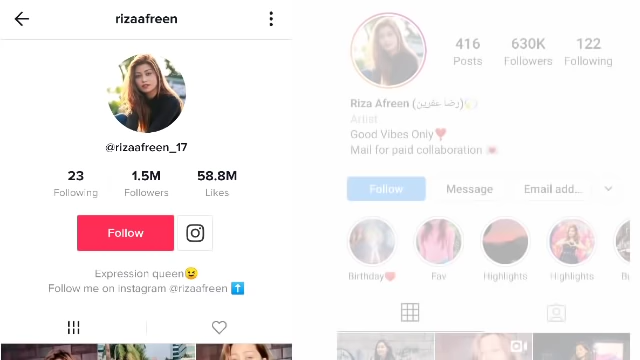 rizaafreen
@rizaafreen_17
23 1.5M 58.8M
Following Followers Likes
Follow
Expression queen😉
Follow me on Instagram @rizaafreen ⬆️
416 630K 122
Posts Followers Following
Riza Afreen (رضا عفرین)🌙
Artist
Good Vibes Only❤️
Mail for paid collaboration 💌
Follow Message Email add...
Birthday❤️ Fav Highlights Highlights